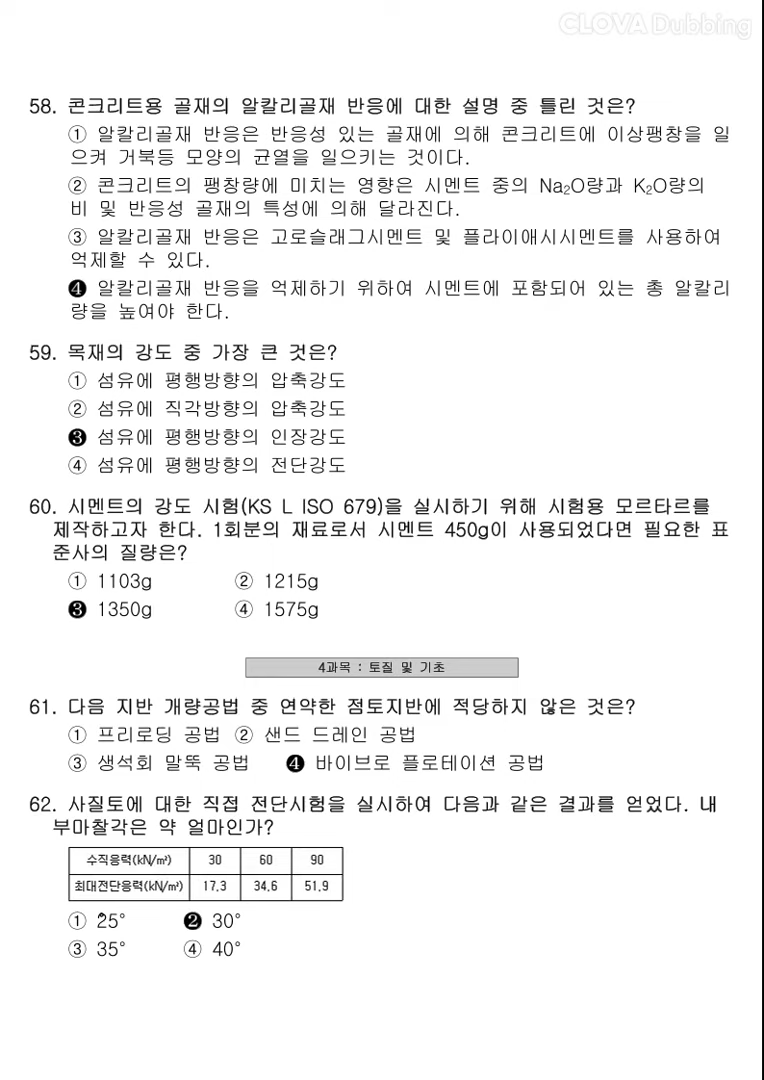 CLOVA Dubbing
58. 콘크리트용 골재의 알칼리골재 반응에 대한 설명 중 틀린 것은?
① 알칼리골재 반응은 반응성 있는 골재에 의해 콘크리트에 이상팽창을 일
으켜 거북등 모양의 균열을 일으키는 것이다.
② 콘크리트의 팽창량에 미치는 영향은 시멘트 중의 Na₂O량과 K₂O량의
비 및 반응성 골재의 특성에 의해 달라진다.
③ 알칼리골재 반응은 고로슬래그시멘트 및 플라이애시시멘트를 사용하여
억제할 수 있다.
❹ 알칼리골재 반응을 억제하기 위하여 시멘트에 포함되어 있는 총 알칼리
량을 높여야 한다.
59. 목재의 강도 중 가장 큰 것은?
① 섬유에 평행방향의 압축강도
② 섬유에 직각방향의 압축강도
❸ 섬유에 평행방향의 인장강도
④ 섬유에 평행방향의 전단강도
60. 시멘트의 강도 시험(KS L ISO 679)을 실시하기 위해 시험용 모르타르를
제작하고자 한다. 1회분의 재료로서 시멘트 450g이 사용되었다면 필요한 표
준사의 질량은?
① 1103g ② 1215g
❸ 1350g ④ 1575g
4과목 : 토질 및 기초
61. 다음 지반 개량공법 중 연약한 점토지반에 적당하지 않은 것은?
① 프리로딩 공법 ② 샌드 드레인 공법
③ 생석회 말뚝 공법 ❹ 바이브로 플로테이션 공법
62. 사질토에 대한 직접 전단시험을 실시하여 다음과 같은 결과를 얻었다. 내
부마찰각은 약 얼마인가?
수직응력(kN/㎡) 30 60 90
최대전단응력(kN/㎡) 17.3 34.6 51.9
① 25° ❷ 30°
③ 35° ④ 40°